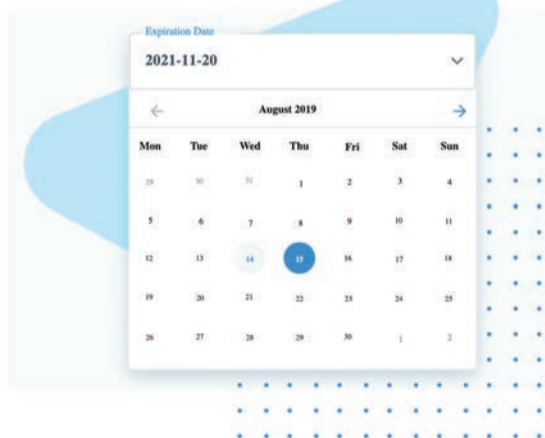 Expiration Date
2021-11-20
August 2019
Mon Tue Wed Thu Fri Sat Sun
29 30 31 1 2 3 4
5 6 7 8 9 10 11
12 13 14 15 16 17 18
19 20 21 22 23 24 25
26 27 28 29 30 1 2